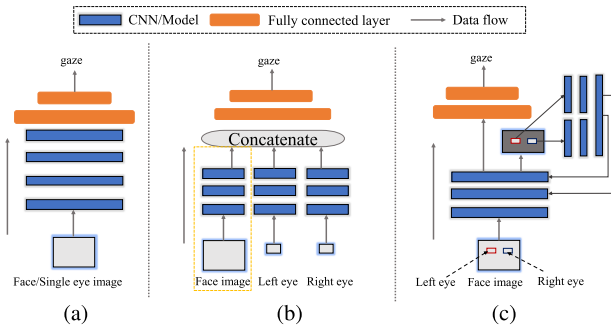 CNN/Model Fully connected layer Data flow
gaze
Face/Single eye image
(a)
gaze
Concatenate
Face image Left eye Right eye
(b)
gaze
Left eye Face image Right eye
(c)